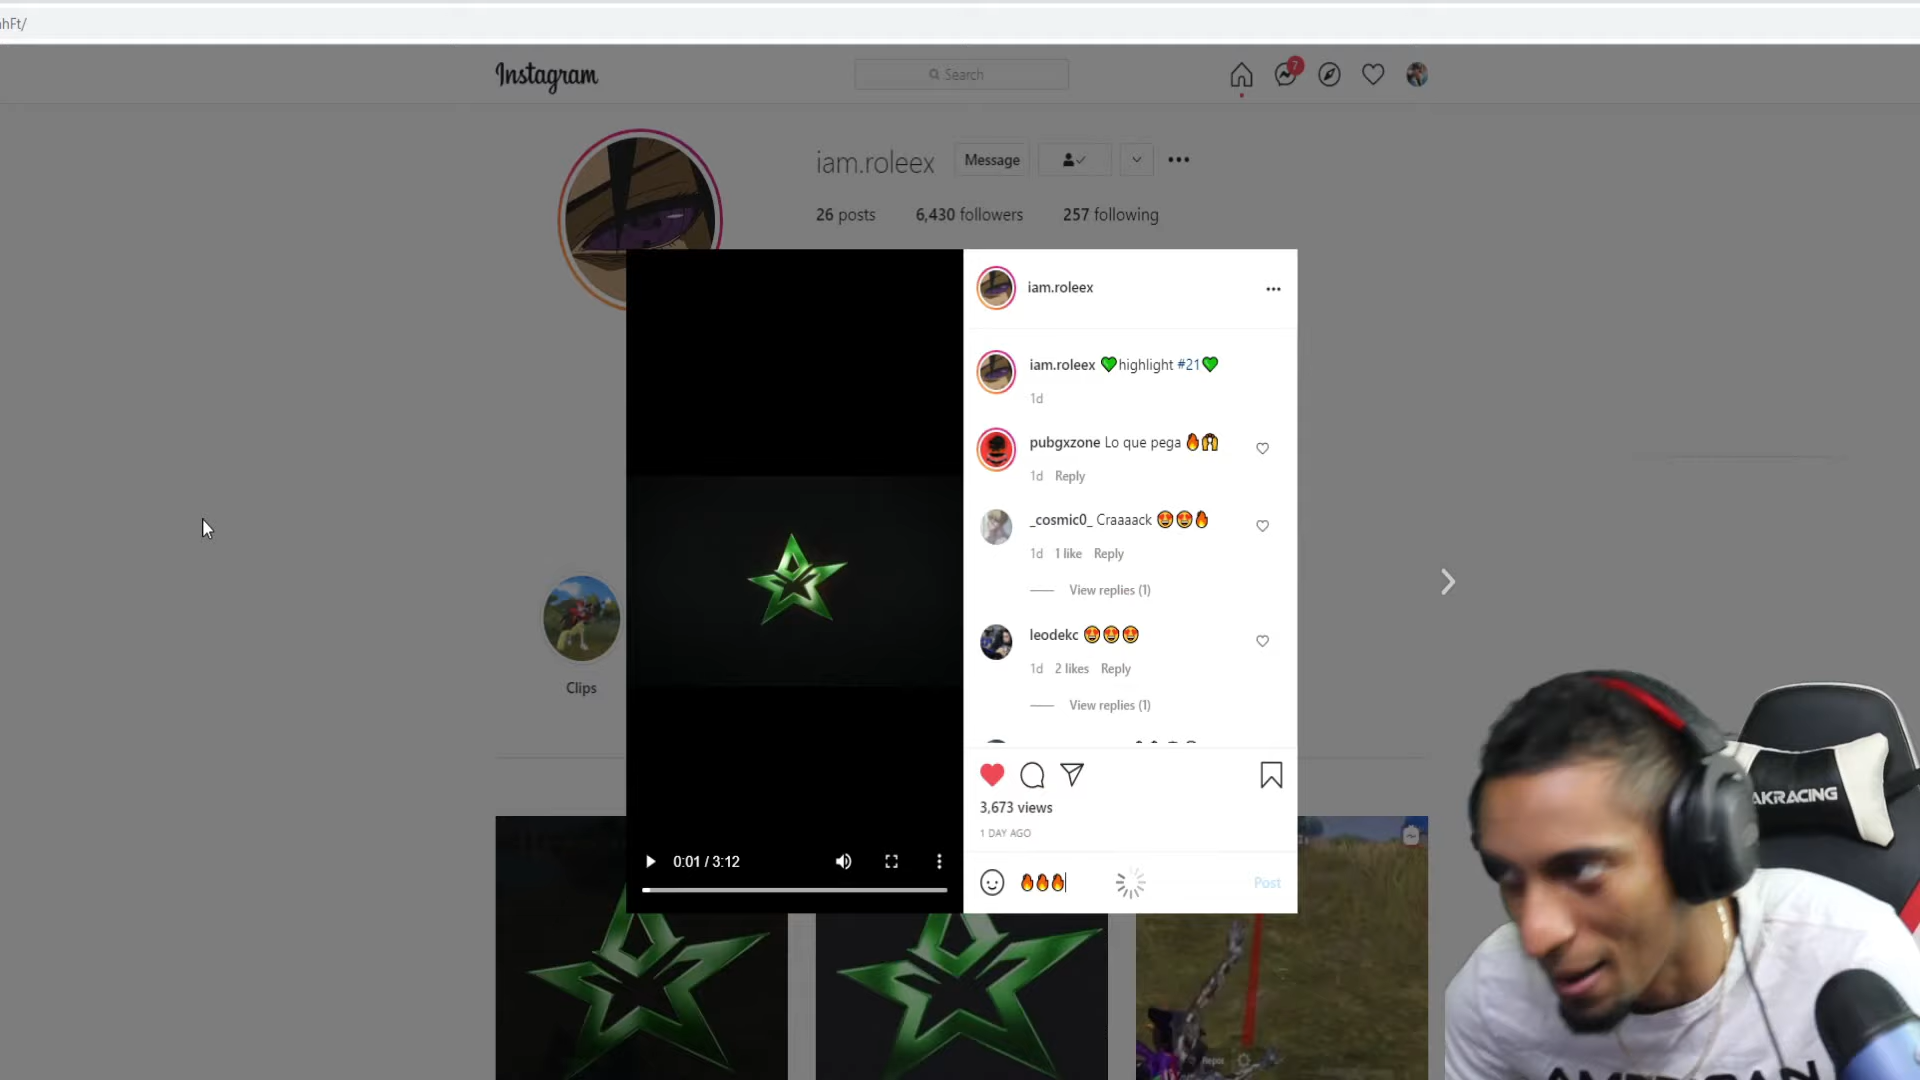 hFt/
Instagram
Search
7
iam.roleex
Message
26 posts
6,430 followers
257 following
iam.roleex
iam.roleex 💚highlight #21💚
1d
pubgxzone Lo que pega 🔥🙌
1d Reply
_cosmic0_ Craaaack 😍😍🔥
1d 1 like Reply
View replies (1)
leodekc 😍😍😍
1d 2 likes Reply
View replies (1)
Clips
3,673 views
1 DAY AGO
0:01 / 3:12
🔥🔥🔥
Post
AKRACING
AMERICAN